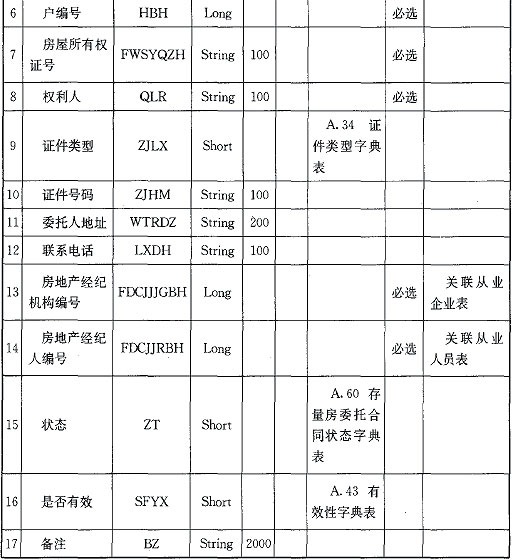 6 户编号 HBH Long 必选
7 房屋所有权证号 FWSYQZH String 100 必选
8 权利人 QLR String 100 必选
9 证件类型 ZJLX Short A.34 证件类型字典表
10 证件号码 ZJHM String 100
11 委托人地址 WTRDZ String 200
12 联系电话 LXDH String 100
13 房地产经纪机构编号 FDCJJJGBH Long 必选 关联从业企业表
14 房地产经纪人编号 FDCJJRBH Long 必选 关联从业人员表
15 状态 ZT Short A.60 存量房委托合同状态字典表
16 是否有效 SFYX Short A.43 有效性字典表
17 备注 BZ String 2000